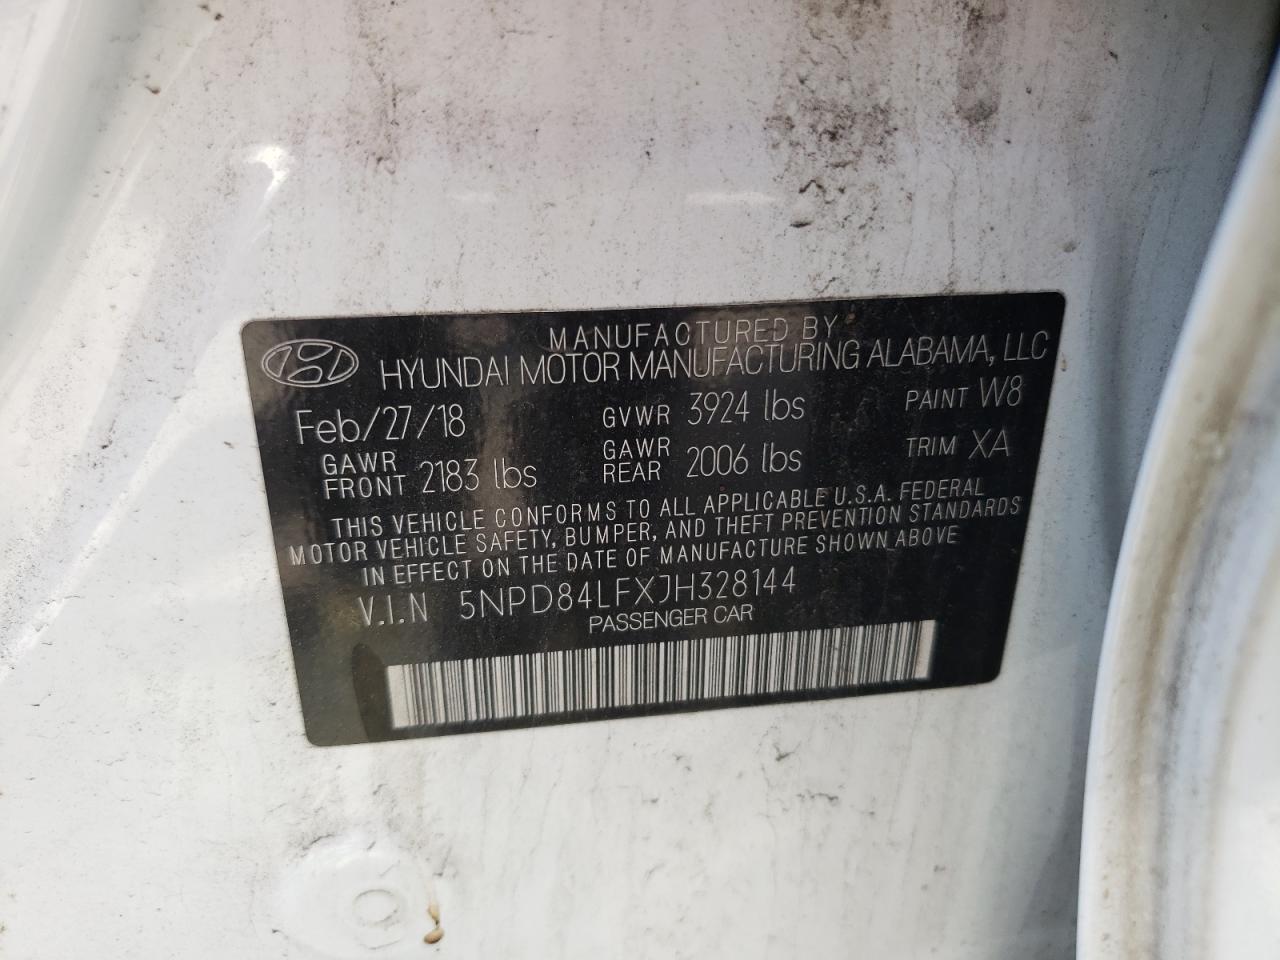 MANUFACTURED BY
HYUNDAI MOTOR MANUFACTURING ALABAMA, LLC
Feb/27/18 GVWR 3924 lbs PAINT W8
GAWR FRONT 2183 lbs GAWR REAR 2006 lbs TRIM XA
THIS VEHICLE CONFORMS TO ALL APPLICABLE U.S.A. FEDERAL
MOTOR VEHICLE SAFETY, BUMPER, AND THEFT PREVENTION STANDARDS
IN EFFECT ON THE DATE OF MANUFACTURE SHOWN ABOVE
V.I.N 5NPD84LFXJH328144
PASSENGER CAR